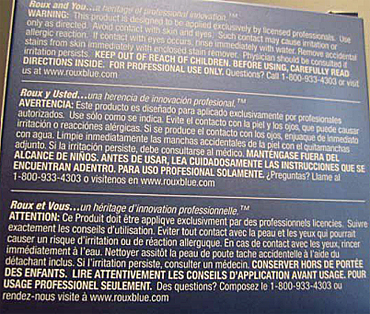 Roux and You...a heritage of professional innovation.™
WARNING: This product is designed to be applied exclusively by licensed professionals. Use
only as directed. Avoid contact with skin and eyes. Such contact may cause irritation or
allergic reaction. If contact with eyes occurs, rinse immediately with water. Remove accidental
stains from skin immediately with enclosed stain remover. Physician should be consulted if
irritation persists. KEEP OUT OF REACH OF CHILDREN. BEFORE USING, CAREFULLY READ
DIRECTIONS INSIDE. FOR PROFESSIONAL USE ONLY. Questions? Call 1-800-933-4303 or visit
us at www.rouxblue.com
Roux y Usted...una herencia de innovación profesional.™
AVERTENCIA: Este producto es diseñado para aplicado exclusivamente por profesionales
autorizados. Use sólo como se indica. Evite el contacto con la piel y los ojos, que puede causar
irritación o reacciónes alérgicas. Si se produce el contacto con los ojos, enjuague de inmediato
con agua. Limpie inmediatamente las manchas accidentales de la piel con el quitamanchas
adjunto. Si la irritación persiste, debe consultarse al médico. MANTÉNGASE FUERA DEL
ALCANCE DE NIÑOS. ANTES DE USAR, LEA CUIDADOSAMENTE LAS INSTRUCCIONES QUE SE
ENCUENTRAN ADENTRO. PARA USO PROFESIONAL SOLAMENTE. ¿Preguntas? Llame al
1-800-933-4303 o visítenos en www.rouxblue.com
Roux et Vous...un héritage d'innovation professionnelle.™
ATTENTION: Ce Produit doit être appliqve exclusivement par des professionnels licencies. Suivre
exactement les conseils d'utilisation. Eviter tout contact avec la peau et les yeux qui pourrait
causer un risque d'irritation ou de réaction allerguque. En cas de contact avec les yeux, rincer
immédiatement à l'eau. Nettoyer assitôt la peau de poute tache accidentelle à l'aide du
détachant inclus. Si l'irritation persiste, consulter un médecin. CONSERVER HORS DE PORTÉE
DES ENFANTS. LIRE ATTENTIVEMENT LES CONSEILS D'APPLICATION AVANT USAGE. POUR
USAGE PROFESSIONEL SEULEMENT. Des questions? Composez le 1-800-933-4303 ou
rendez-nous visite à www.rouxblue.com